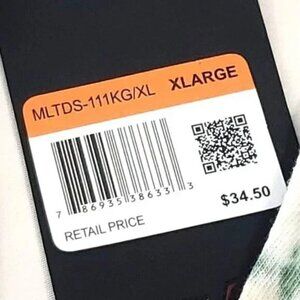 MLTDS-111KG/XL XLARGE
7 86935 38633 3
$34.50
RETAIL PRICE